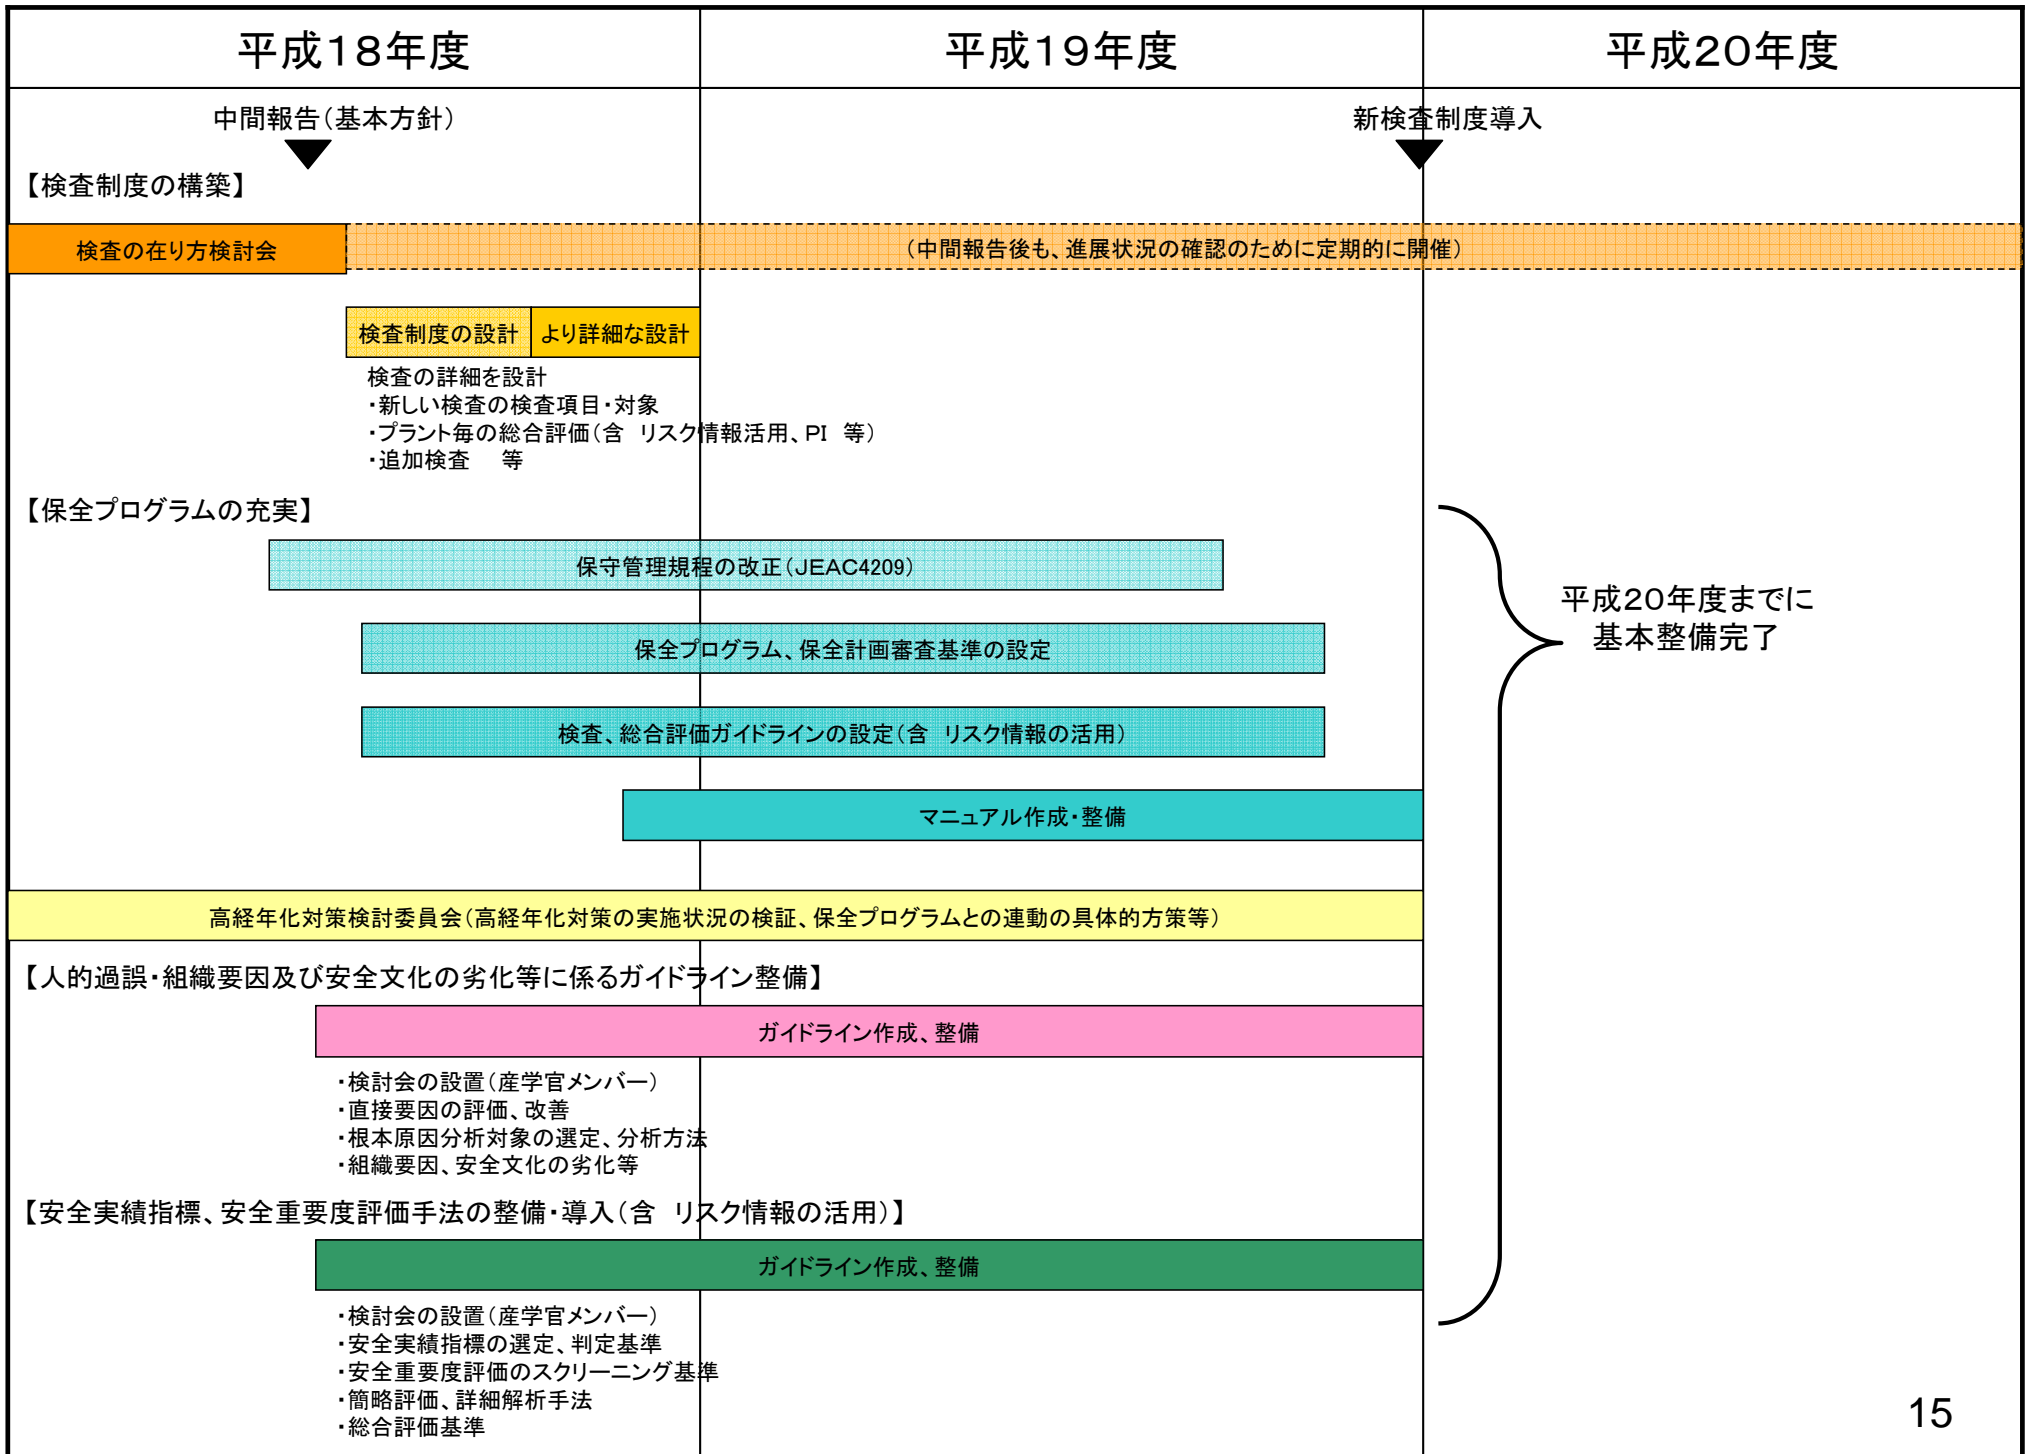 平成18年度
平成19年度
平成20年度
中間報告(基本方針)
新検査制度導入
【検査制度の構築】
検査の在り方検討会
(中間報告後も、進展状況の確認のために定期的に開催)
検査制度の設計
より詳細な設計
検査の詳細を設計
・新しい検査の検査項目・対象
・プラント毎の総合評価(含 リスク情報活用、PI 等)
・追加検査 等
【保全プログラムの充実】
保守管理規程の改正(JEAC4209)
保全プログラム、保全計画審査基準の設定
検査、総合評価ガイドラインの設定(含 リスク情報の活用)
マニュアル作成・整備
平成20年度までに
基本整備完了
高経年化対策検討委員会(高経年化対策の実施状況の検証、保全プログラムとの連動の具体的方策等)
【人的過誤・組織要因及び安全文化の劣化等に係るガイドライン整備】
ガイドライン作成、整備
・検討会の設置(産学官メンバー)
・直接要因の評価、改善
・根本原因分析対象の選定、分析方法
・組織要因、安全文化の劣化等
【安全実績指標、安全重要度評価手法の整備・導入(含 リスク情報の活用)】
ガイドライン作成、整備
・検討会の設置(産学官メンバー)
・安全実績指標の選定、判定基準
・安全重要度評価のスクリーニング基準
・簡略評価、詳細解析手法
・総合評価基準
15